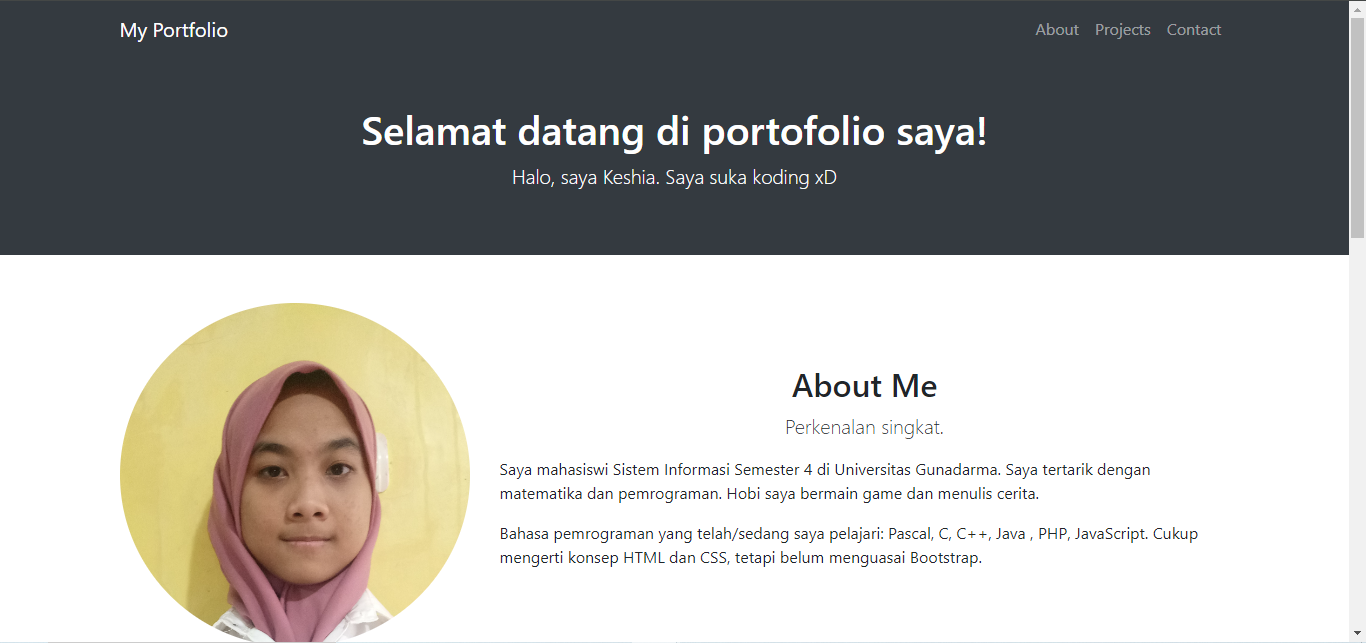 My Portfolio
About Projects Contact
Selamat datang di portofolio saya!
Halo, saya Keshia. Saya suka koding xD
About Me
Perkenalan singkat.
Saya mahasiswi Sistem Informasi Semester 4 di Universitas Gunadarma. Saya tertarik dengan
matematika dan pemrograman. Hobi saya bermain game dan menulis cerita.
Bahasa pemrograman yang telah/sedang saya pelajari: Pascal, C, C++, Java , PHP, JavaScript. Cukup
mengerti konsep HTML dan CSS, tetapi belum menguasai Bootstrap.